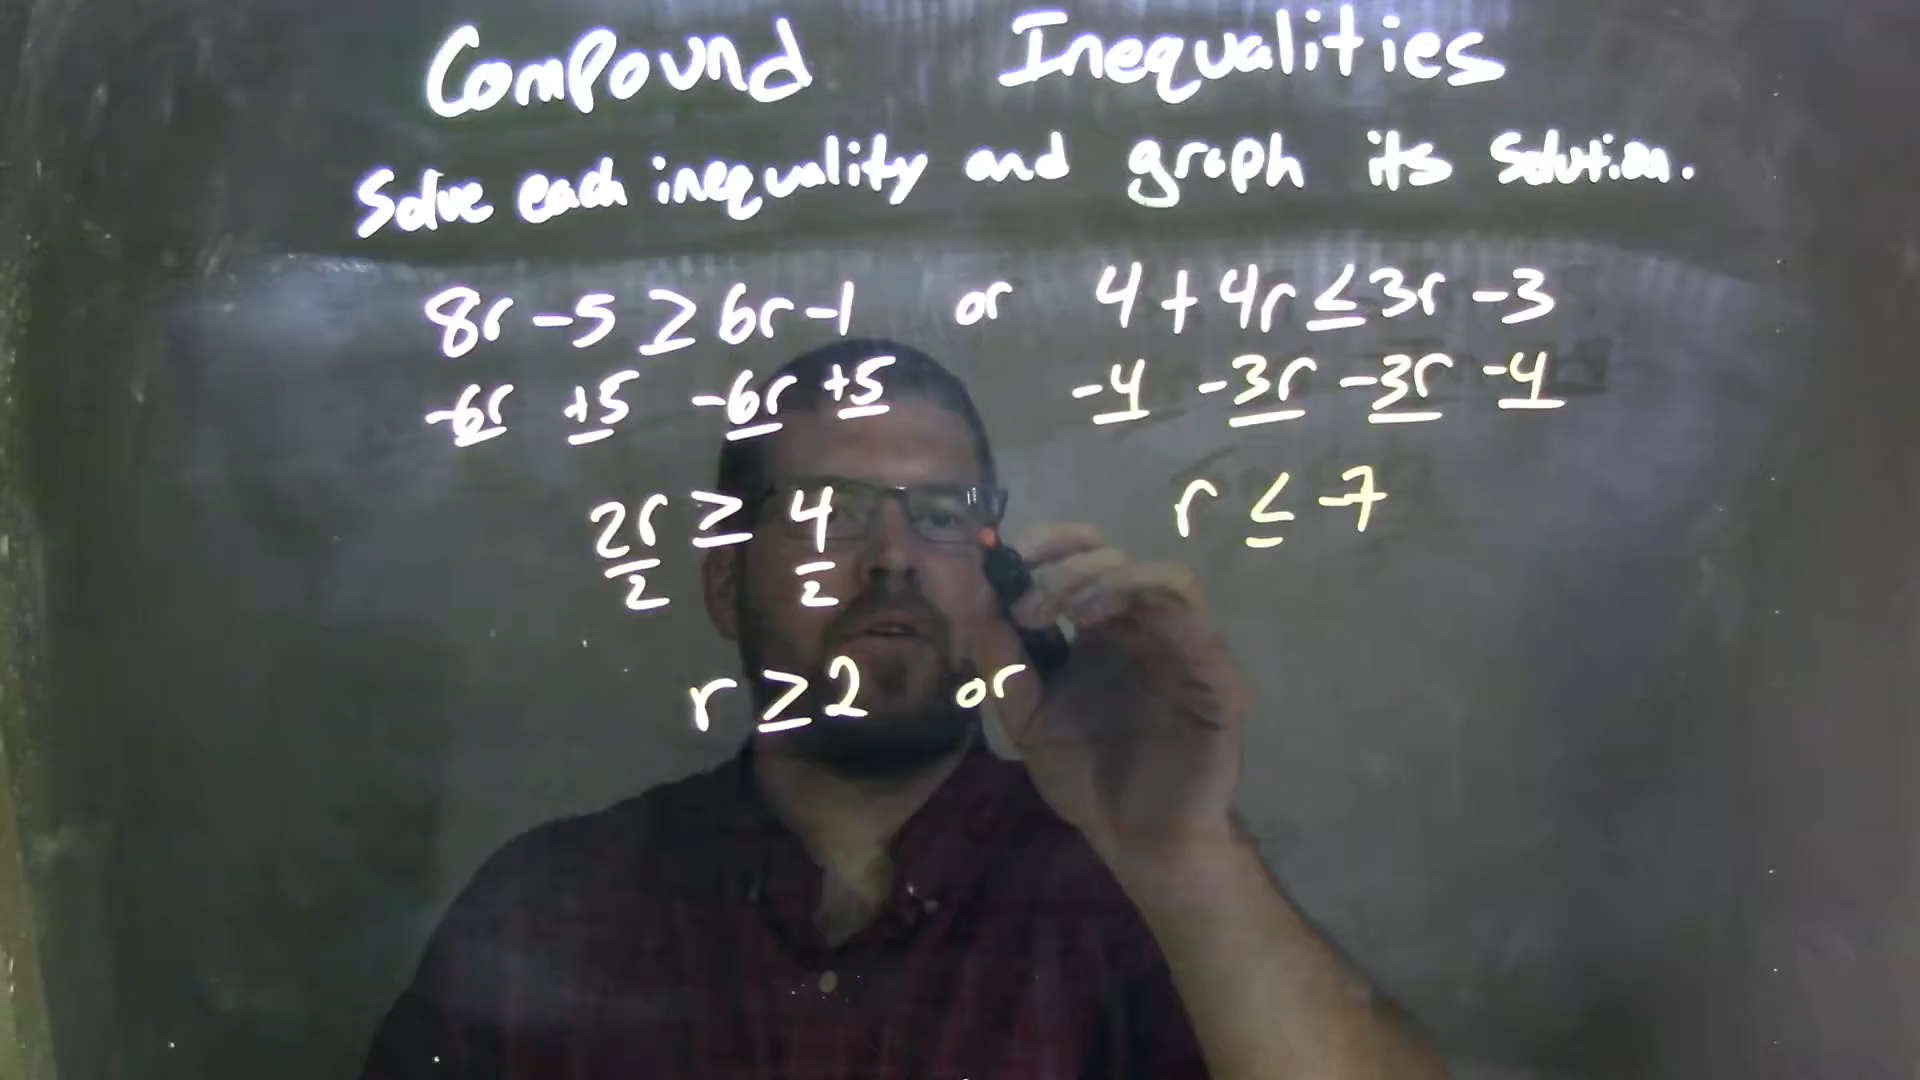 Compound Inequalities
Solve each inequality and graph its solution.
8r - 5 ≥ 6r - 1 or 4 + 4r ≤ 3r - 3
-6r +5 -6r +5 -4 -3r -3r -4
2r ≥ 4 r ≤ -7
2 2
r ≥ 2 or